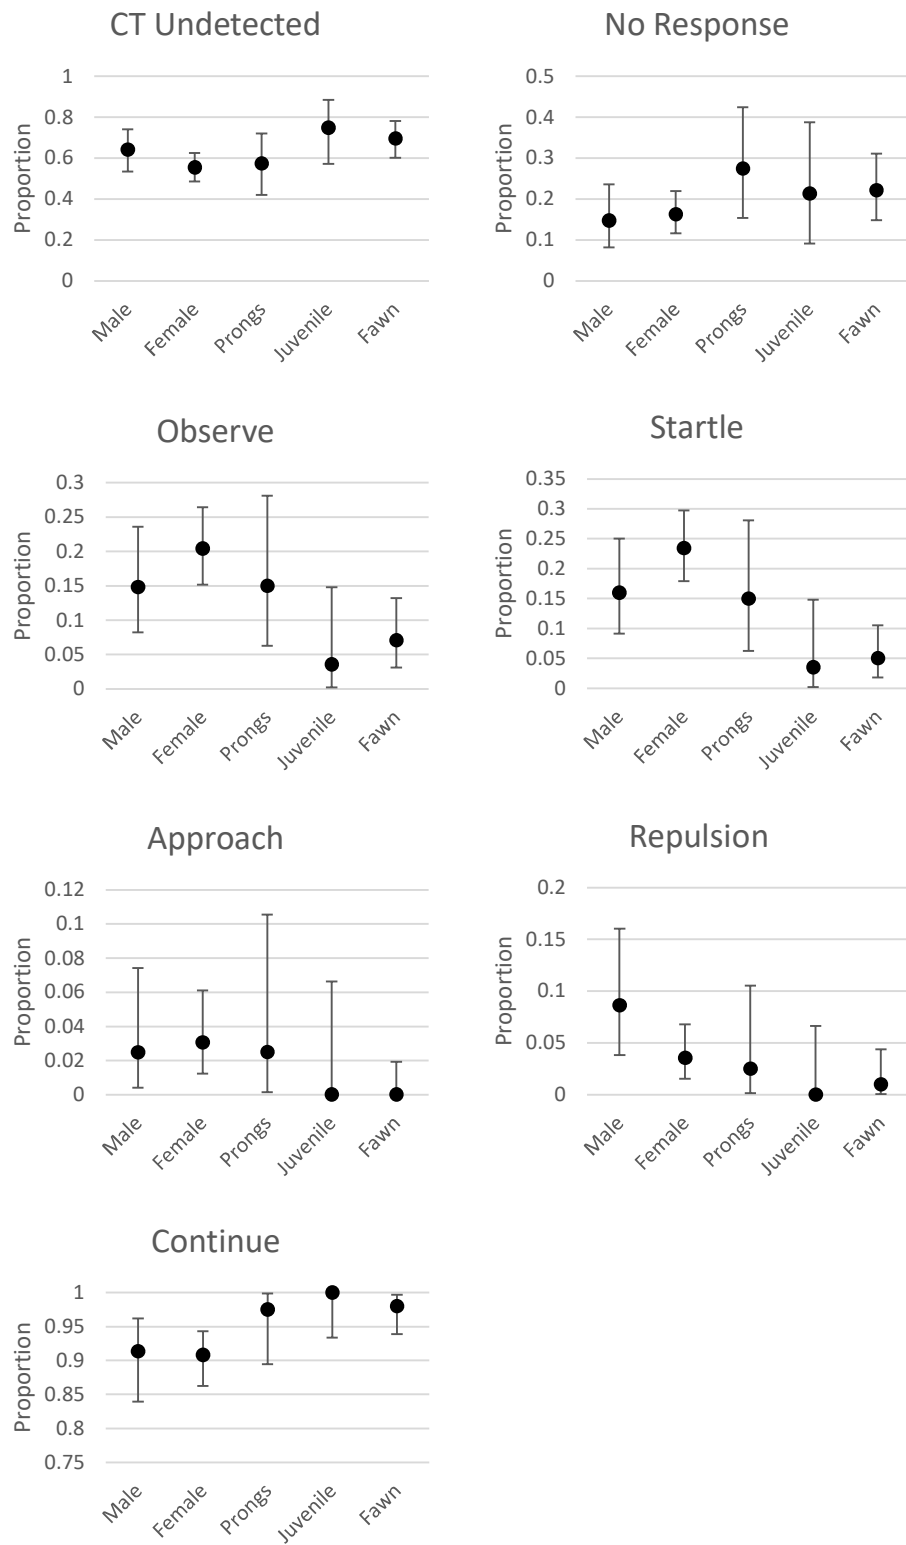 CT Undetected
Proportion
1
0.8
0.6
0.4
0.2
0
Male
Female
Prongs
Juvenile
Fawn
No Response
Proportion
0.5
0.4
0.3
0.2
0.1
0
Male
Female
Prongs
Juvenile
Fawn
Observe
Proportion
0.3
0.25
0.2
0.15
0.1
0.05
0
Male
Female
Prongs
Juvenile
Fawn
Startle
Proportion
0.35
0.3
0.25
0.2
0.15
0.1
0.05
0
Male
Female
Prongs
Juvenile
Fawn
Approach
Proportion
0.12
0.1
0.08
0.06
0.04
0.02
0
Male
Female
Prongs
Juvenile
Fawn
Repulsion
Proportion
0.2
0.15
0.1
0.05
0
Male
Female
Prongs
Juvenile
Fawn
Continue
Proportion
1
0.95
0.9
0.85
0.8
0.75
Male
Female
Prongs
Juvenile
Fawn